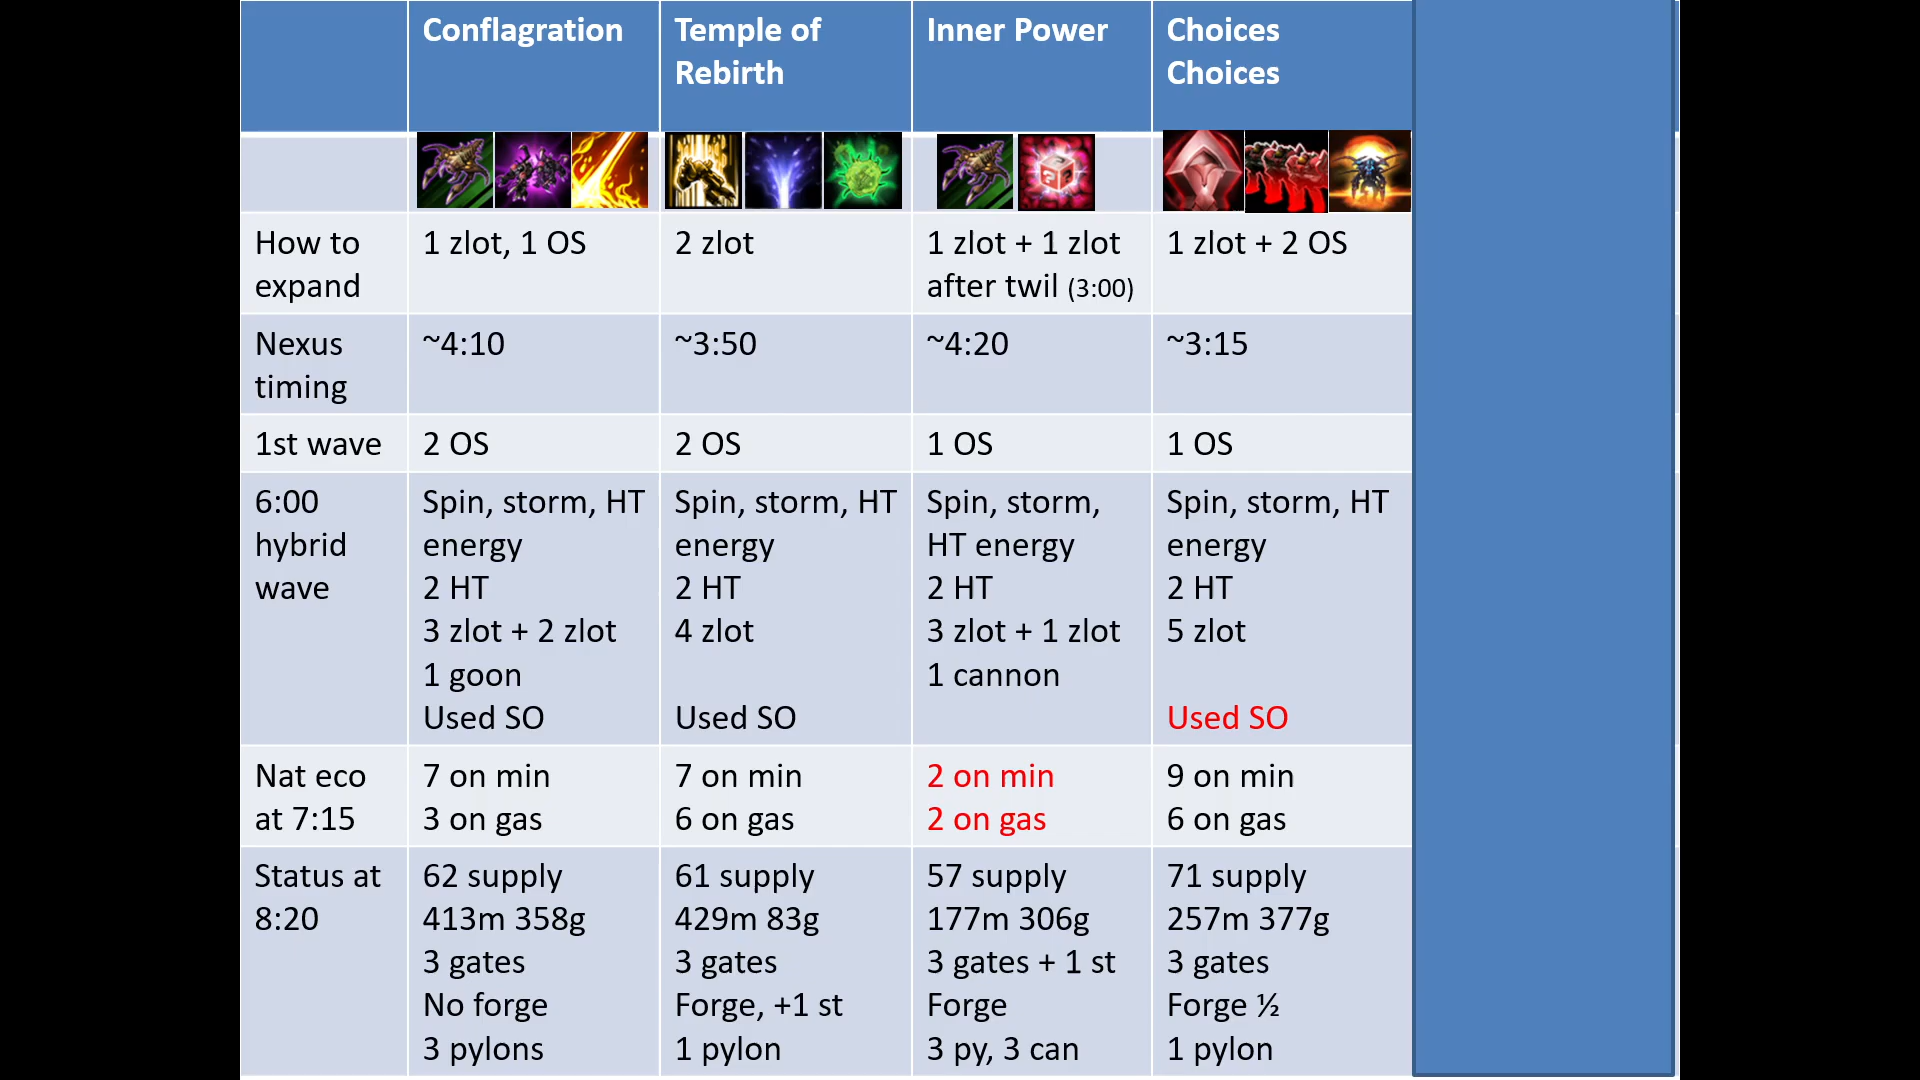 Conflagration
Temple of
Rebirth
Inner Power
Choices
Choices
? ?
How to
expand
1 zlot, 1 OS
2 zlot
1 zlot + 1 zlot
after twil (3:00)
1 zlot + 2 OS
Nexus
timing
~4:10
~3:50
~4:20
~3:15
1st wave
2 OS
2 OS
1 OS
1 OS
6:00
hybrid
wave
Spin, storm, HT
energy
2 HT
3 zlot + 2 zlot
1 goon
Used SO
Spin, storm, HT
energy
2 HT
4 zlot
Used SO
Spin, storm,
HT energy
2 HT
3 zlot + 1 zlot
1 cannon
Spin, storm, HT
energy
2 HT
5 zlot
Used SO
Nat eco
at 7:15
7 on min
3 on gas
7 on min
6 on gas
2 on min
2 on gas
9 on min
6 on gas
Status at
8:20
62 supply
413m 358g
3 gates
No forge
3 pylons
61 supply
429m 83g
3 gates
Forge, +1 st
1 pylon
57 supply
177m 306g
3 gates + 1 st
Forge
3 py, 3 can
71 supply
257m 377g
3 gates
Forge ½
1 pylon